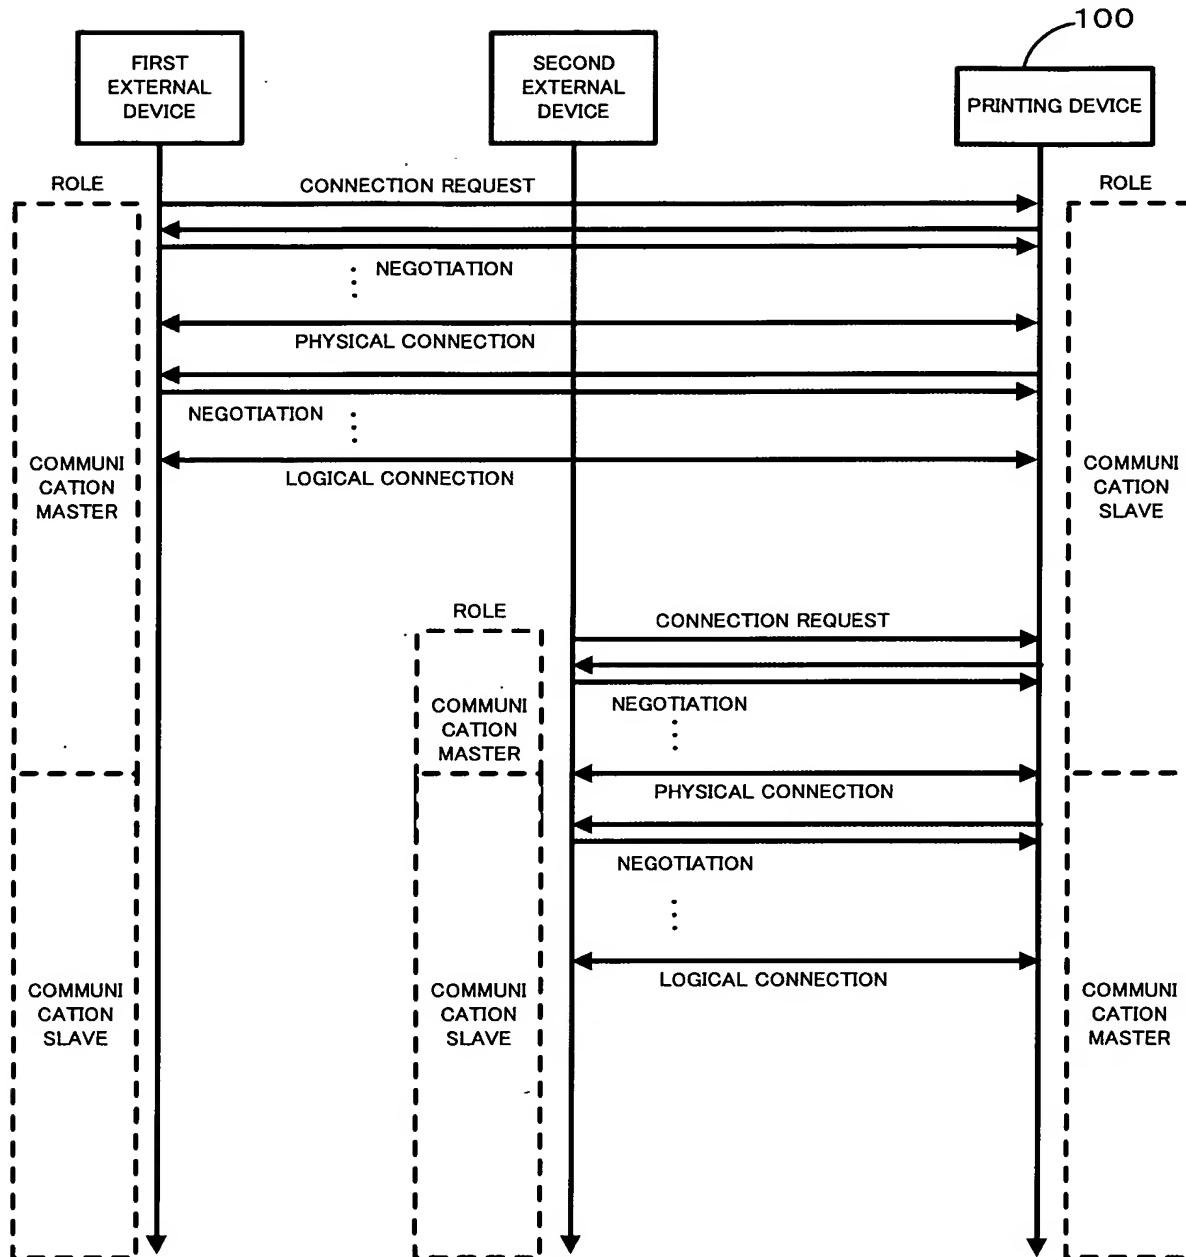 100
FIRST
EXTERNAL
DEVICE
SECOND
EXTERNAL
DEVICE
PRINTING DEVICE
ROLE
CONNECTION REQUEST
ROLE
NEGOTIATION
PHYSICAL CONNECTION
NEGOTIATION
LOGICAL CONNECTION
COMMUNI
CATION
MASTER
COMMUNI
CATION
SLAVE
ROLE
CONNECTION REQUEST
COMMUNI
CATION
MASTER
NEGOTIATION
PHYSICAL CONNECTION
NEGOTIATION
LOGICAL CONNECTION
COMMUNI
CATION
SLAVE
COMMUNI
CATION
SLAVE
COMMUNI
CATION
MASTER